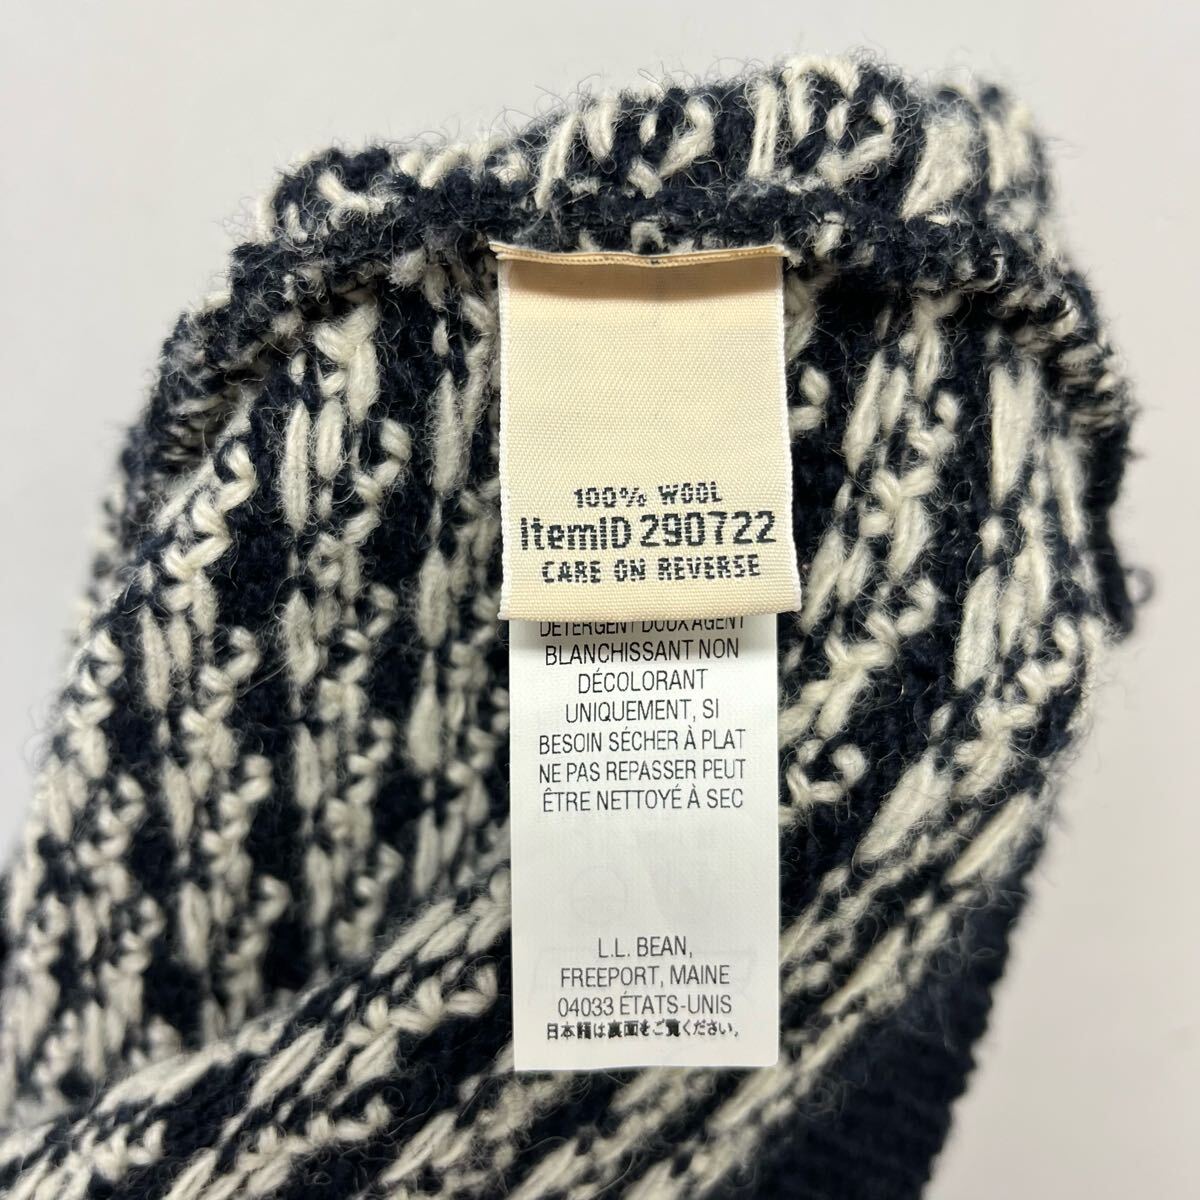 100% WOOL
ItemID 290722
CARE ON REVERSE
DÉTERGENT DOUX AGENT
BLANCHISSANT NON
DÉCOLORANT
UNIQUEMENT, SI
BESOIN SÉCHER À PLAT
NE PAS REPASSER PEUT
ÊTRE NETTOYÉ À SEC
L.L. BEAN,
FREEPORT, MAINE
04033 ÉTATS-UNIS
日本語は裏面をご覧ください。